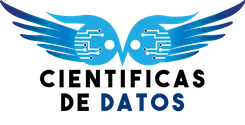 CIENTIFICAS
DE DATOS